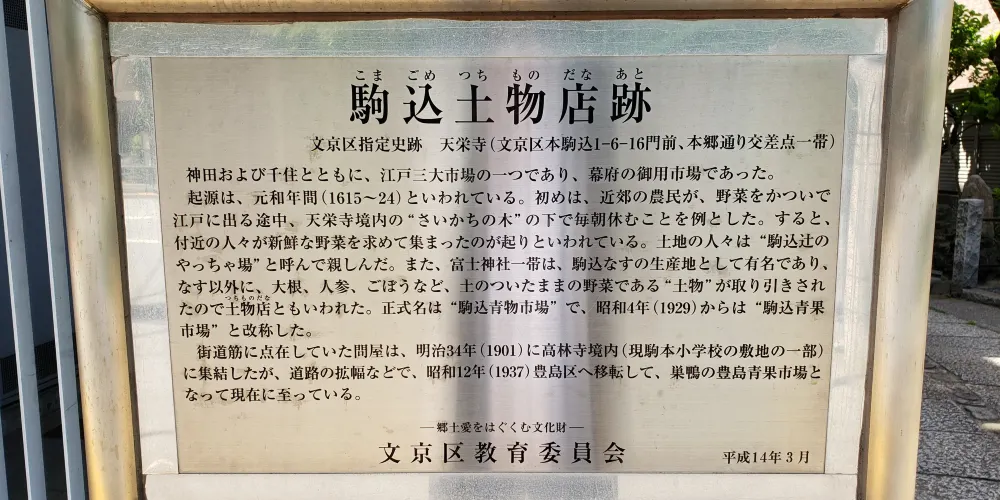 こま ごめ つち もの だな あと
駒込土物店跡
文京区指定史跡　天栄寺(文京区本駒込1-6-16門前、本郷通り交差点一帯)
神田および千住とともに、江戸三大市場の一つであり、幕府の御用市場であった。
起源は、元和年間(1615〜24)といわれている。初めは、近郊の農民が、野菜をかついで
江戸に出る途中、天栄寺境内の“さいかちの木”の下で毎朝休むことを例とした。すると、
付近の人々が新鮮な野菜を求めて集まったのが起りといわれている。土地の人々は“駒込辻の
やっちゃ場”と呼んで親しんだ。また、富士神社一帯は、駒込なすの生産地として有名であり、
なす以外に、大根、人参、ごぼうなど、土のついたままの野菜である“土物”が取り引きされ
つちものだな
たので土物店ともいわれた。正式名は“駒込青物市場”で、昭和4年(1929)からは“駒込青果
市場”と改称した。
街道筋に点在していた問屋は、明治34年(1901)に高林寺境内(現駒本小学校の敷地の一部)
に集結したが、道路の拡幅などで、昭和12年(1937)豊島区へ移転して、巣鴨の豊島青果市場と
なって現在に至っている。
―郷土愛をはぐくむ文化財―
文京区教育委員会
平成14年3月